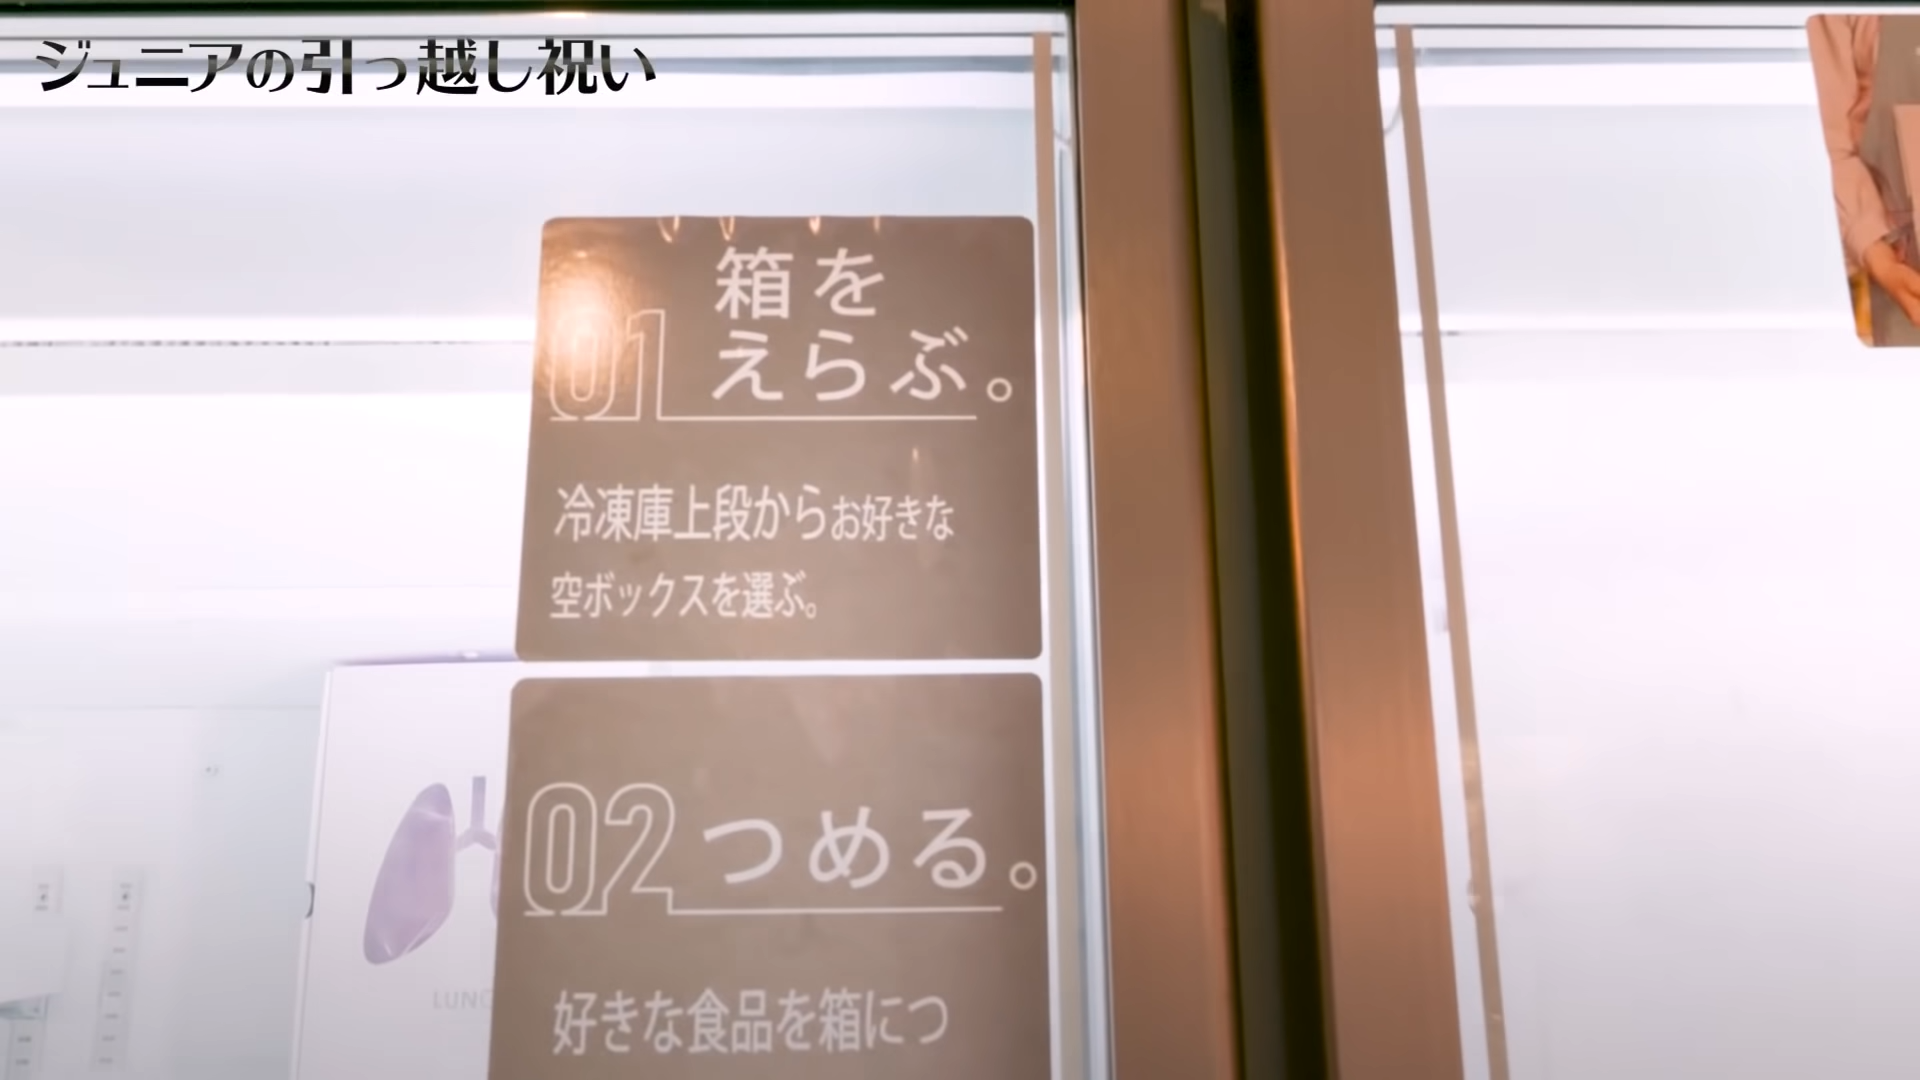 ジュニアの引っ越し祝い
01 箱を
えらぶ。
冷凍庫上段からお好きな
空ボックスを選ぶ。
02 つめる。
好きな食品を箱につ